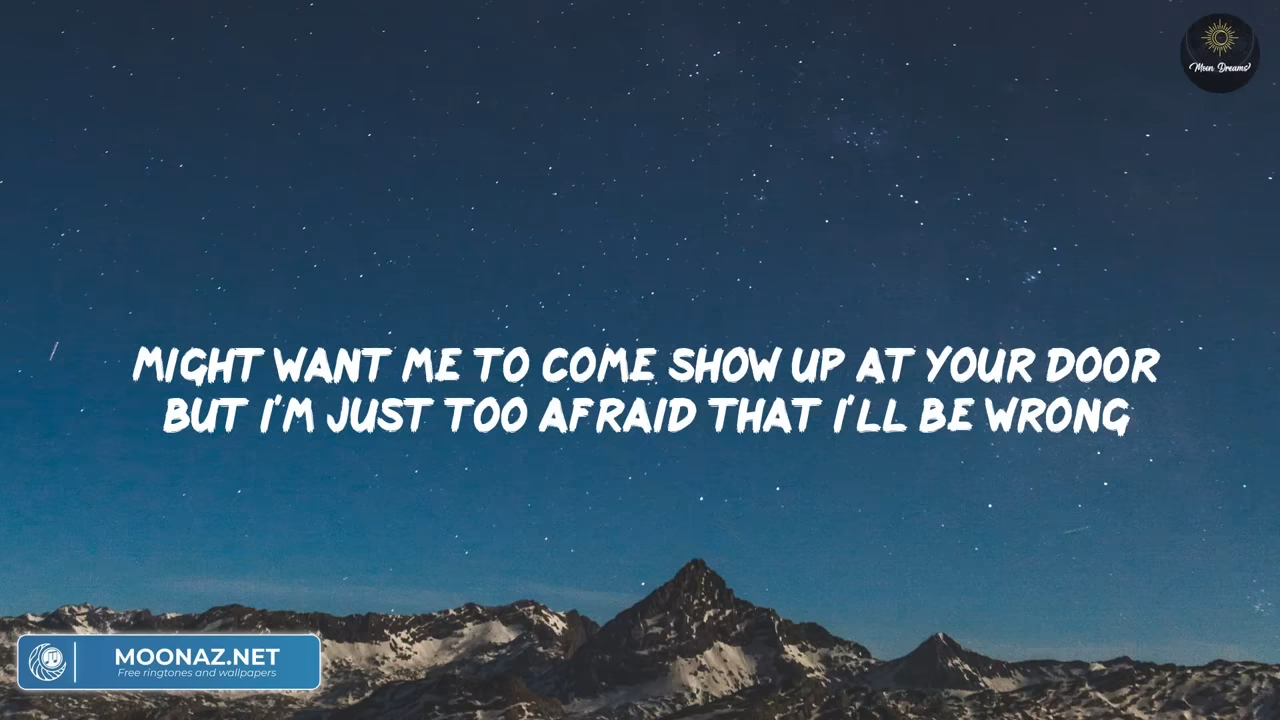 Moon Dreams
MIGHT WANT ME TO COME SHOW UP AT YOUR DOOR
BUT I'M JUST TOO AFRAID THAT I'LL BE WRONG
MOONAZ.NET
Free ringtones and wallpapers